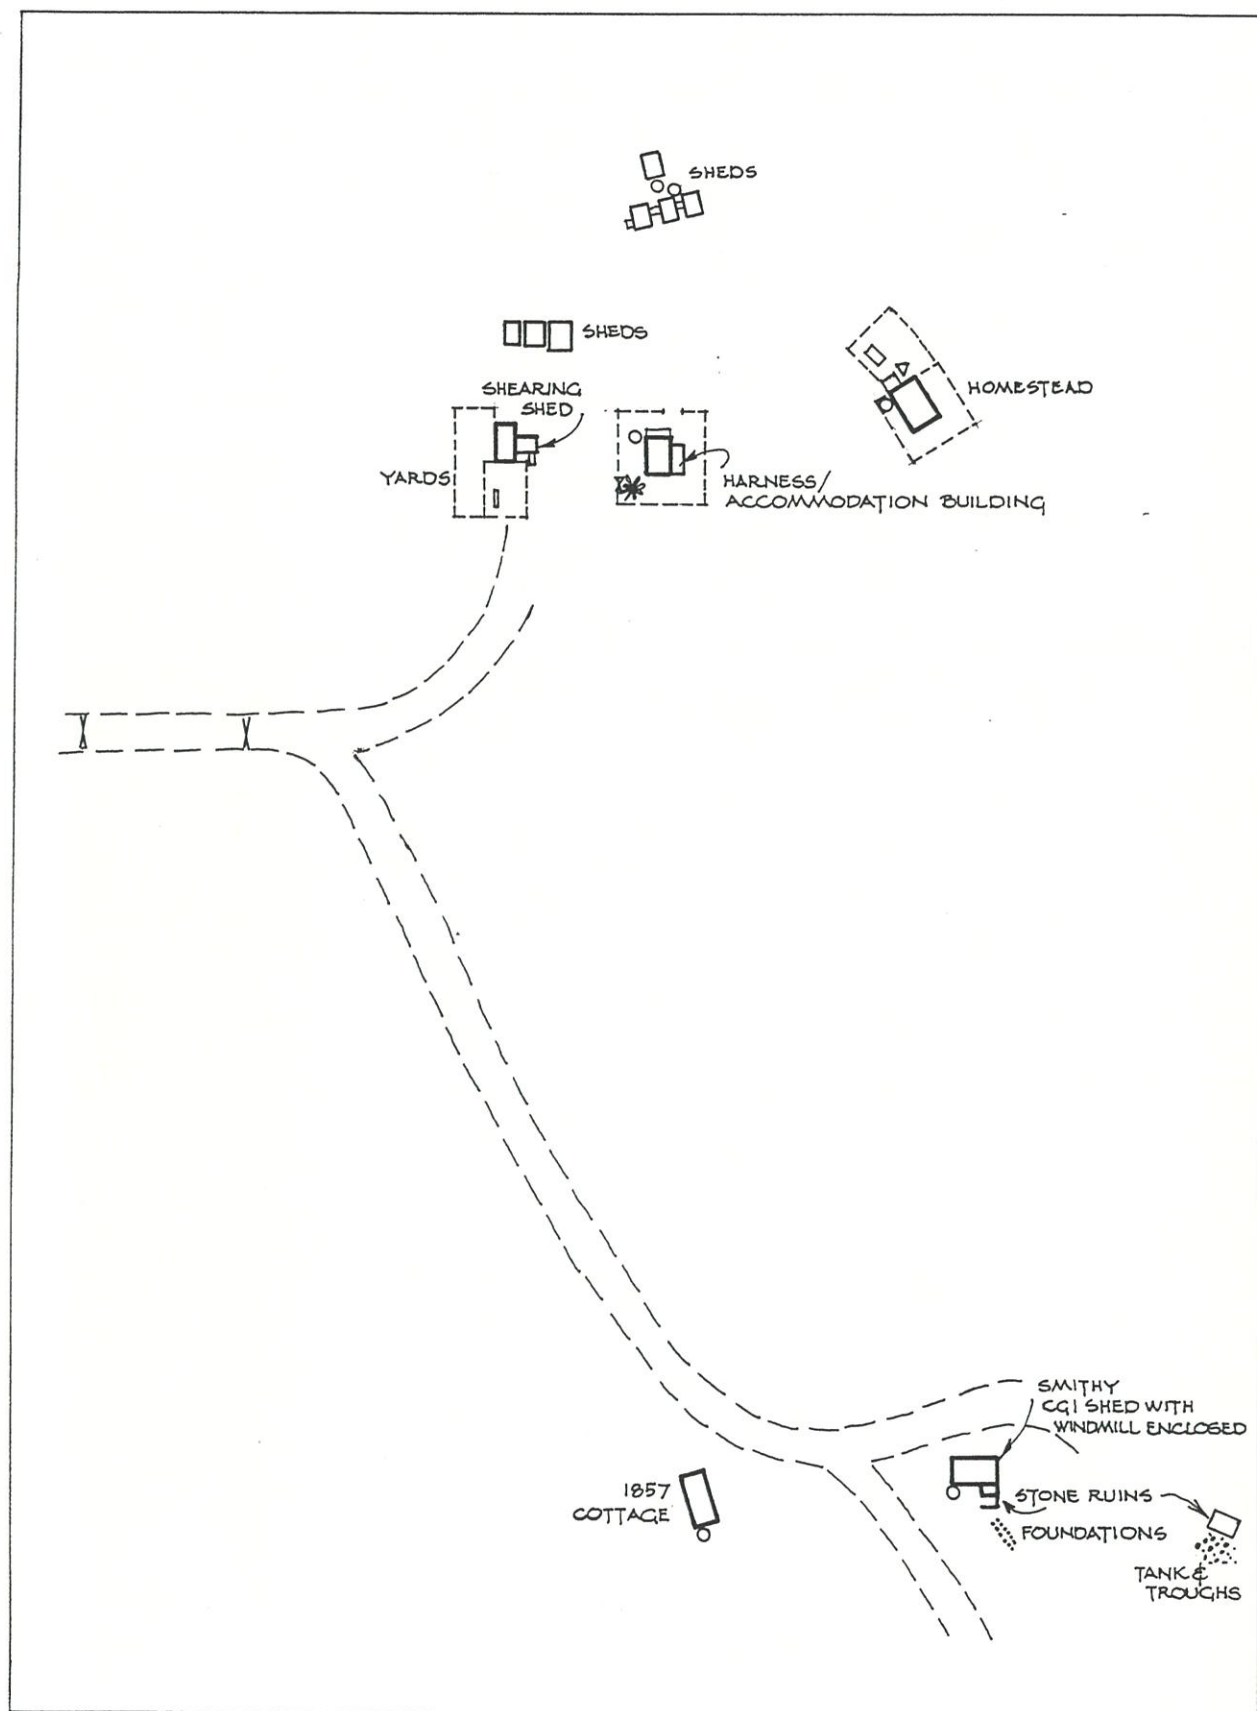 SHEDS
SHEDS
SHEARING
SHED
HOMESTEAD
YARDS
HARNESS/
ACCOMMODATION BUILDING
SMITHY
CGI SHED WITH
WINDMILL ENCLOSED
1857
COTTAGE
STONE RUINS
FOUNDATIONS
TANK &
TROUGHS